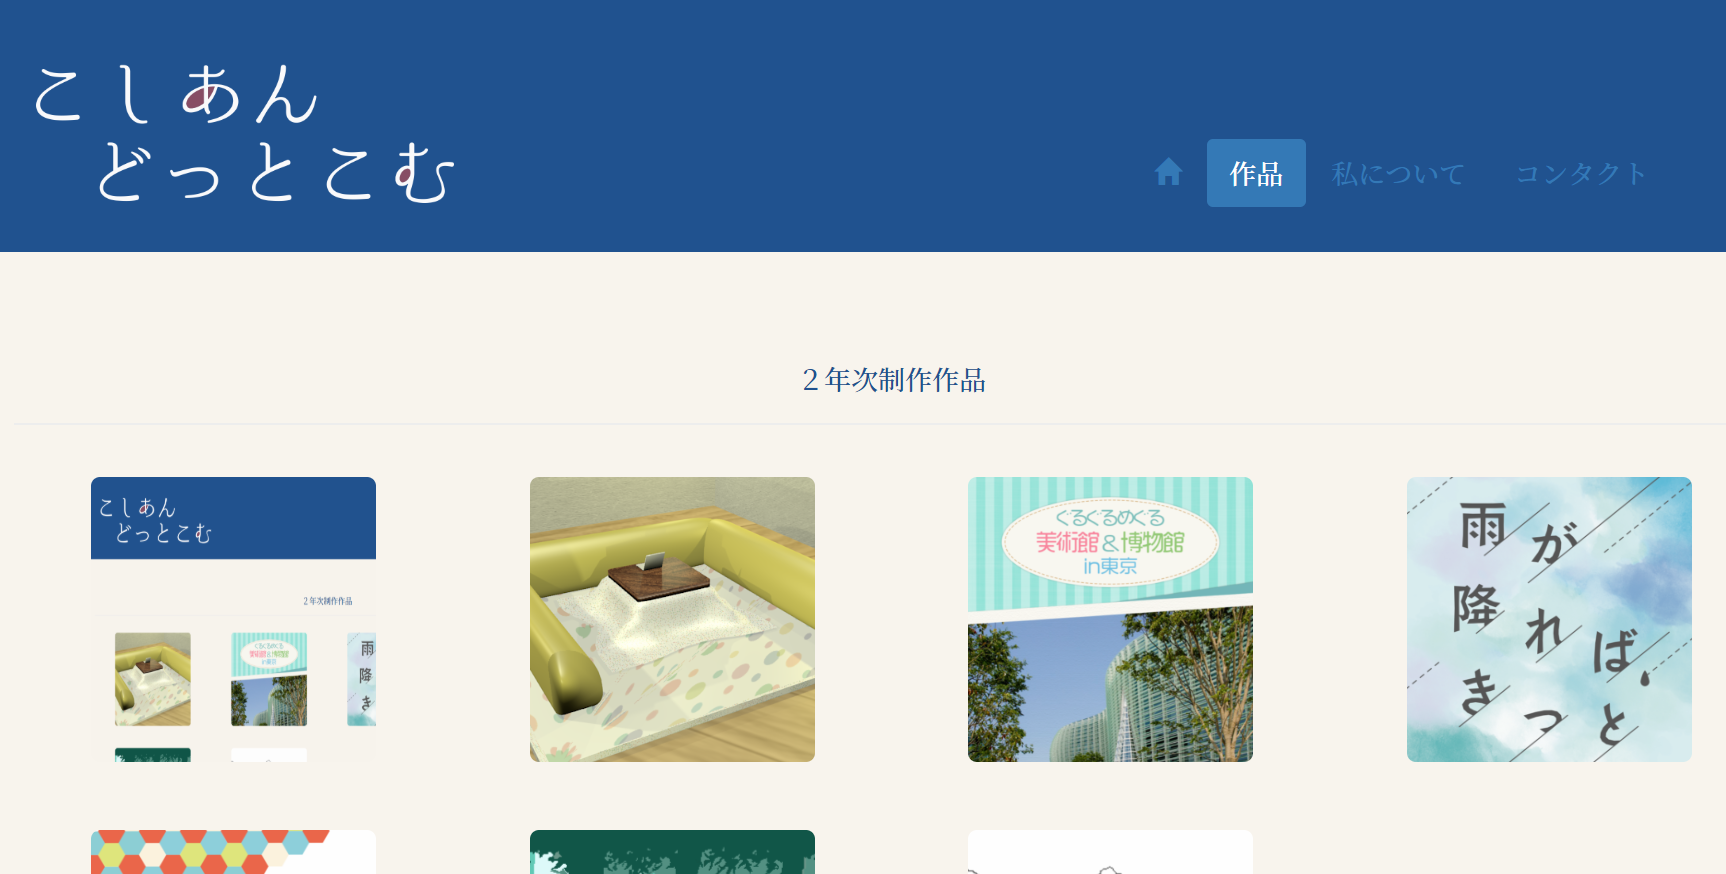 こしあん
どっとこむ
作品 私について コンタクト
２年次制作作品
こしあん
どっとこむ
２年次制作作品
ぐるぐるめぐる
美術館&博物館
in東京
雨
降
き
ぐるぐるめぐる
美術館&博物館
in東京
雨が
降れば、
きっと